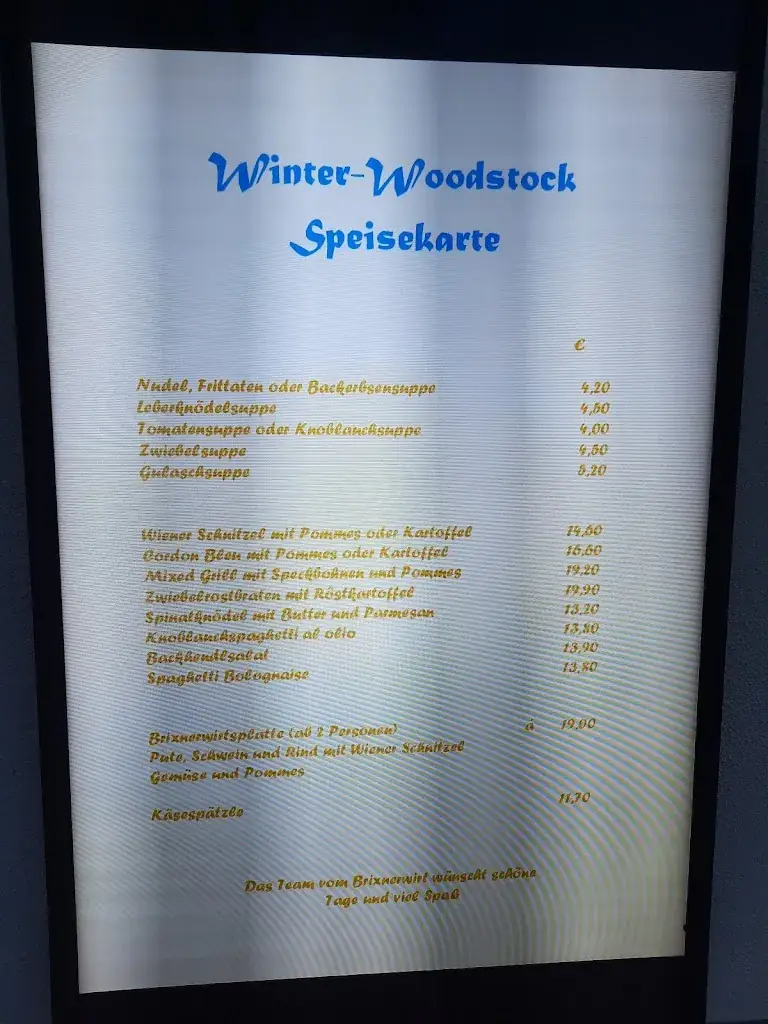 Winter-Woodstock
Speisekarte
€
Nudel, Frittaten oder Backerbsensuppe 4,20
Leberknödelsuppe 4,50
Tomatensuppe oder Knoblauchsuppe 4,00
Zwiebelsuppe 4,50
Gulaschsuppe 5,20
Wiener Schnitzel mit Pommes oder Kartoffel 14,60
Cordon Bleu mit Pommes oder Kartoffel 16,60
Mixed Grill mit Speckbohnen und Pommes 19,20
Zwiebelrostbraten mit Röstkartoffel 19,90
Spinatknödel mit Butter und Parmesan 13,20
Knoblauchspaghetti al olio 13,80
Backhendlsalat 13,90
Spaghetti Bolognaise 13,80
Brixnerwirtsplatte (ab 2 Personen) à 19,00
Pute, Schwein und Rind mit Wiener Schnitzel
Gemüse und Pommes
Käsespätzle 11,70
Das Team vom Brixnerwirt wünscht schöne
Tage und viel Spaß